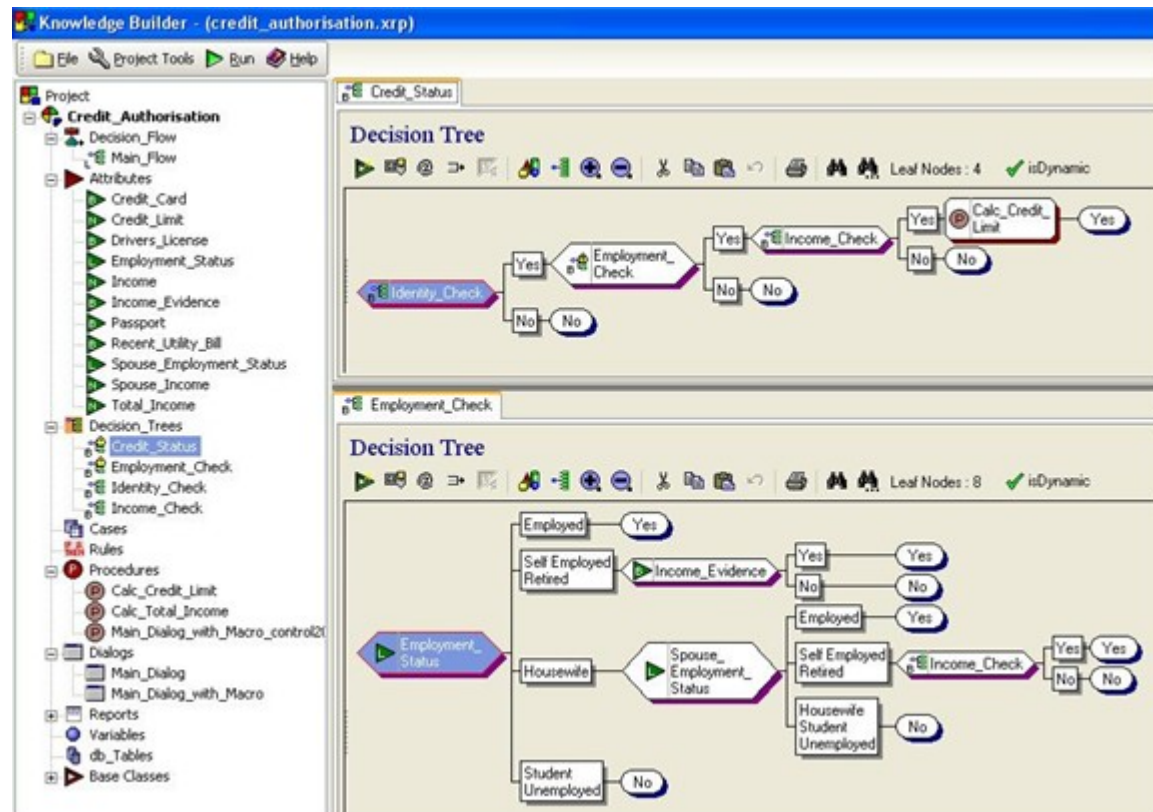 Knowledge Builder - (credit_authorisation.xrp)
File Project Tools Run Help
Project
Credit_Authorisation
Decision_Flow
Main_Flow
Attributes
Credit_Card
Credit_Limit
Drivers_License
Employment_Status
Income
Income_Evidence
Passport
Recent_Utility_Bill
Spouse_Employment_Status
Spouse_Income
Total_Income
Decision_Trees
Credit_Status
Employment_Check
Identity_Check
Income_Check
Cases
Rules
Procedures
Calc_Credit_Limit
Calc_Total_Income
Main_Dialog_with_Macro_control20
Dialogs
Main_Dialog
Main_Dialog_with_Macro
Reports
Variables
db_Tables
Base Classes
Credit_Status
Decision Tree
Leaf Nodes : 4 isDynamic
Identity_Check
Yes
Employment_
Check
Yes
Income_Check
Yes
Calc_Credit_
Limit
Yes
No
No
No
No
No
No
Employment_Check
Decision Tree
Leaf Nodes : 8 isDynamic
Employment_
Status
Employed
Yes
Self Employed
Retired
Income_Evidence
Yes
Yes
No
No
Housewife
Spouse_
Employment_
Status
Employed
Yes
Self Employed
Retired
Income_Check
Yes
Yes
No
No
Housewife
Student
Unemployed
No
Student
Unemployed
No